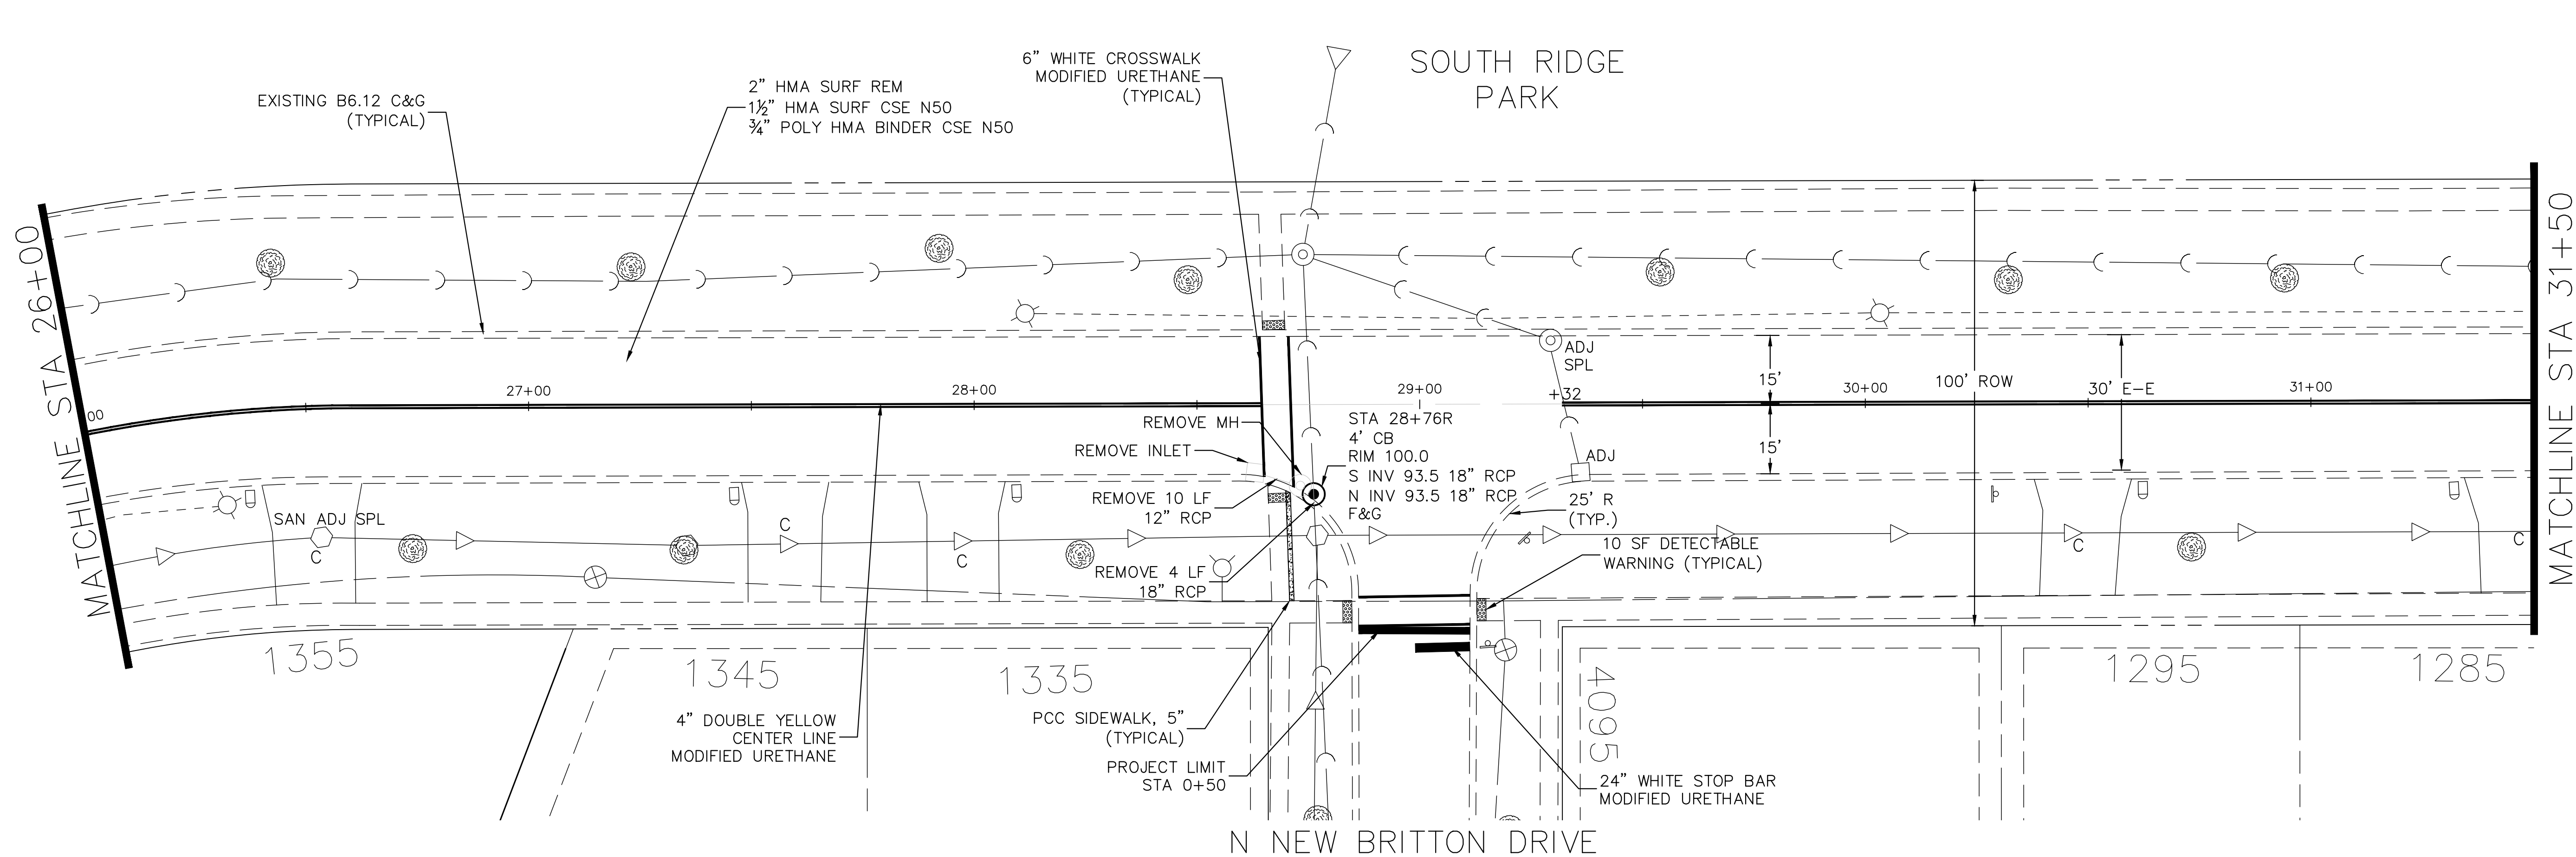 SOUTH RIDGE
PARK
6” WHITE CROSSWALK
MODIFIED URETHANE
(TYPICAL)
2” HMA SURF REM
1½” HMA SURF CSE N50
¾” POLY HMA BINDER CSE N50
EXISTING B6.12 C&G
(TYPICAL)
MATCHLINE STA 26+00
MATCHLINE STA 31+50
00
27+00
28+00
29+00
+32
30+00
31+00
ADJ
SPL
15’
15’
100’ ROW
30’ E–E
REMOVE MH
REMOVE INLET
STA 28+76R
4’ CB
RIM 100.0
S INV 93.5 18” RCP
N INV 93.5 18” RCP
F&G
ADJ
REMOVE 10 LF
12” RCP
25’ R
(TYP.)
SAN ADJ SPL
C
C
C
C
C
10 SF DETECTABLE
WARNING (TYPICAL)
REMOVE 4 LF
18” RCP
1355
1345
1335
4095
1295
1285
4” DOUBLE YELLOW
CENTER LINE
MODIFIED URETHANE
PCC SIDEWALK, 5”
(TYPICAL)
PROJECT LIMIT
STA 0+50
24” WHITE STOP BAR
MODIFIED URETHANE
N NEW BRITTON DRIVE